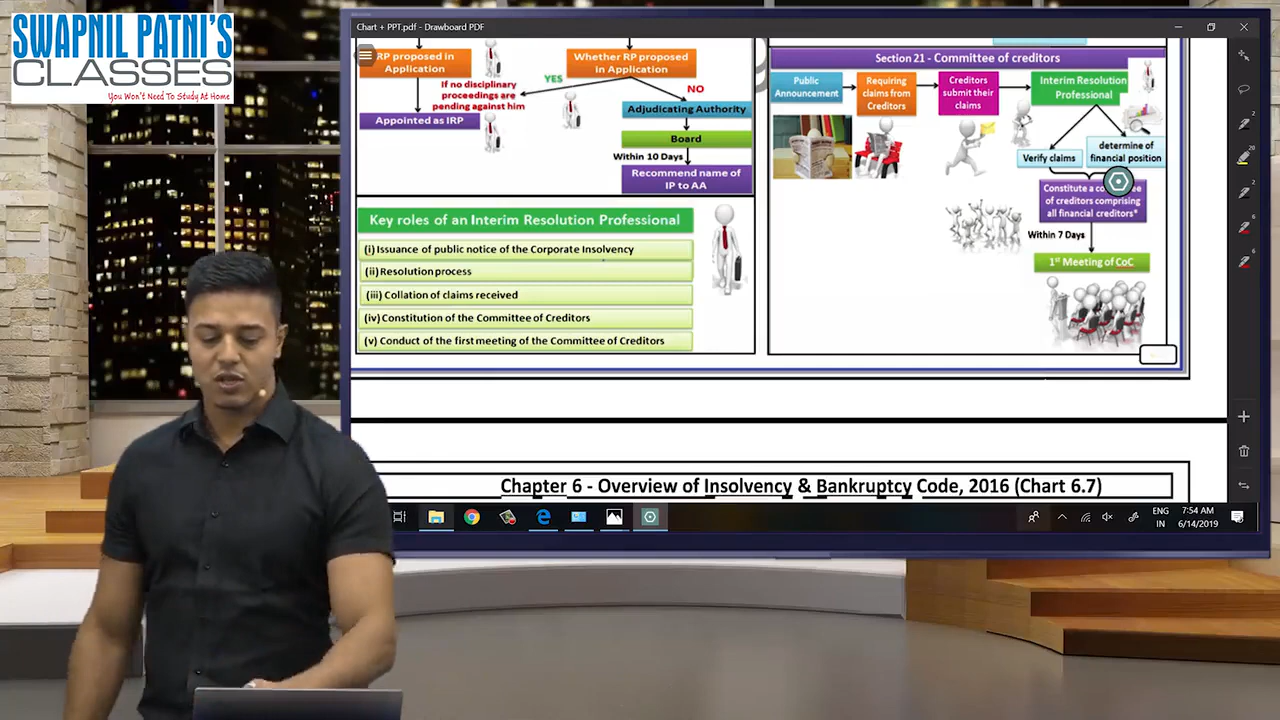 SWAPNIL PATNI'S
CLASSES
You Won't Need To Study At Home
Chart + PPT.pdf - Drawboard PDF
RP proposed in
Application
Whether RP proposed
in Application
YES
NO
If no disciplinary
proceedings are
pending against him
Appointed as IRP
Adjudicating Authority
Board
Within 10 Days
Recommend name of
IP to AA
Key roles of an Interim Resolution Professional
(i) Issuance of public notice of the Corporate Insolvency
(ii) Resolution process
(iii) Collation of claims received
(iv) Constitution of the Committee of Creditors
(v) Conduct of the first meeting of the Committee of Creditors
Section 21 - Committee of creditors
Public
Announcement
Requiring
claims from
Creditors
Creditors
submit their
claims
Interim Resolution
Professional
Verify claims
determine of
financial position
Constitute a
of creditors comprising
all financial creditors*
Within 7 Days
1st Meeting of CoC
Chapter 6 - Overview of Insolvency & Bankruptcy Code, 2016 (Chart 6.7)
ENG
IN
7:54 AM
6/14/2019